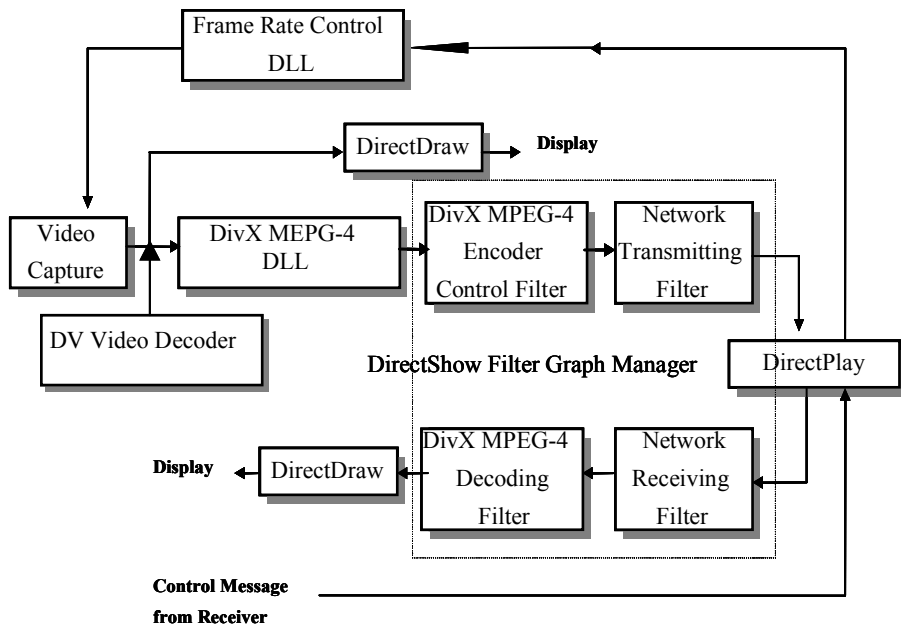 Frame Rate Control
DLL
DirectDraw
Display
Video
Capture
DivX MEPG-4
DLL
DivX MPEG-4
Encoder
Control Filter
Network
Transmitting
Filter
DV Video Decoder
DirectShow Filter Graph Manager
DirectPlay
Display
DirectDraw
DivX MPEG-4
Decoding
Filter
Network
Receiving
Filter
Control Message
from Receiver